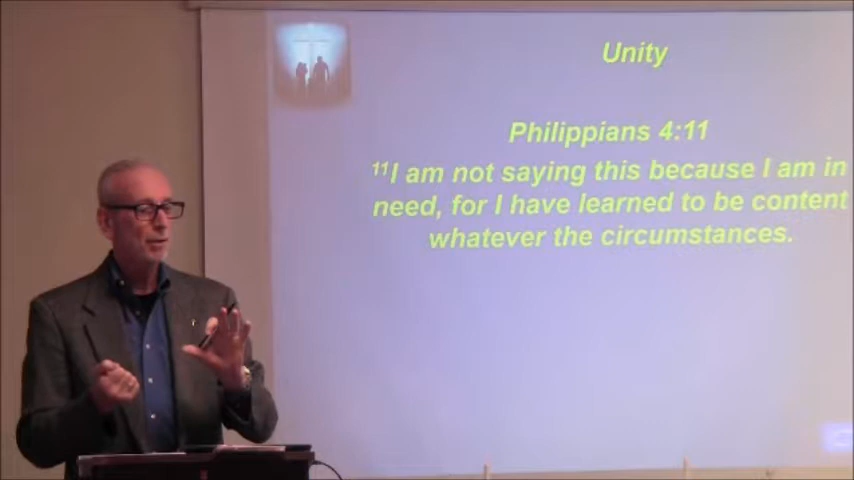 Unity
Philippians 4:11
¹¹I am not saying this because I am in
need, for I have learned to be content
whatever the circumstances.